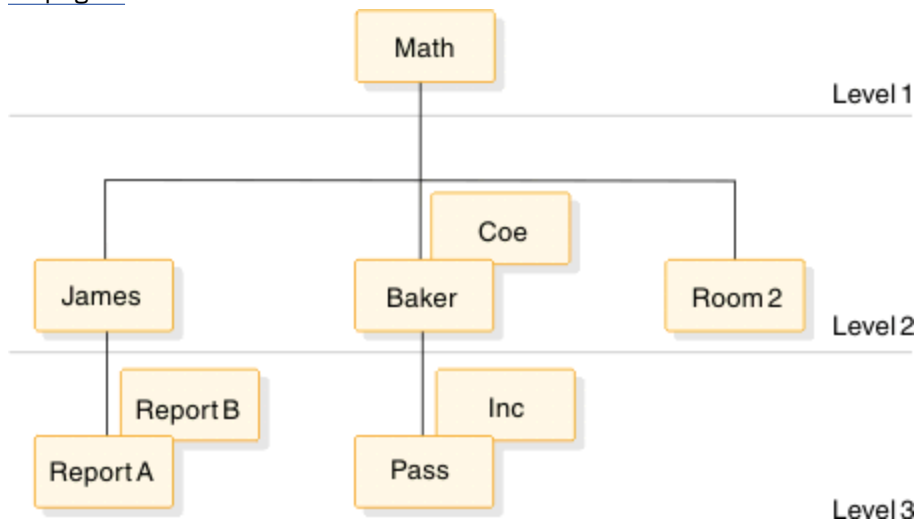 Math
Level 1
Coe
James
Baker
Room 2
Level 2
Report B
Inc
Report A
Pass
Level 3